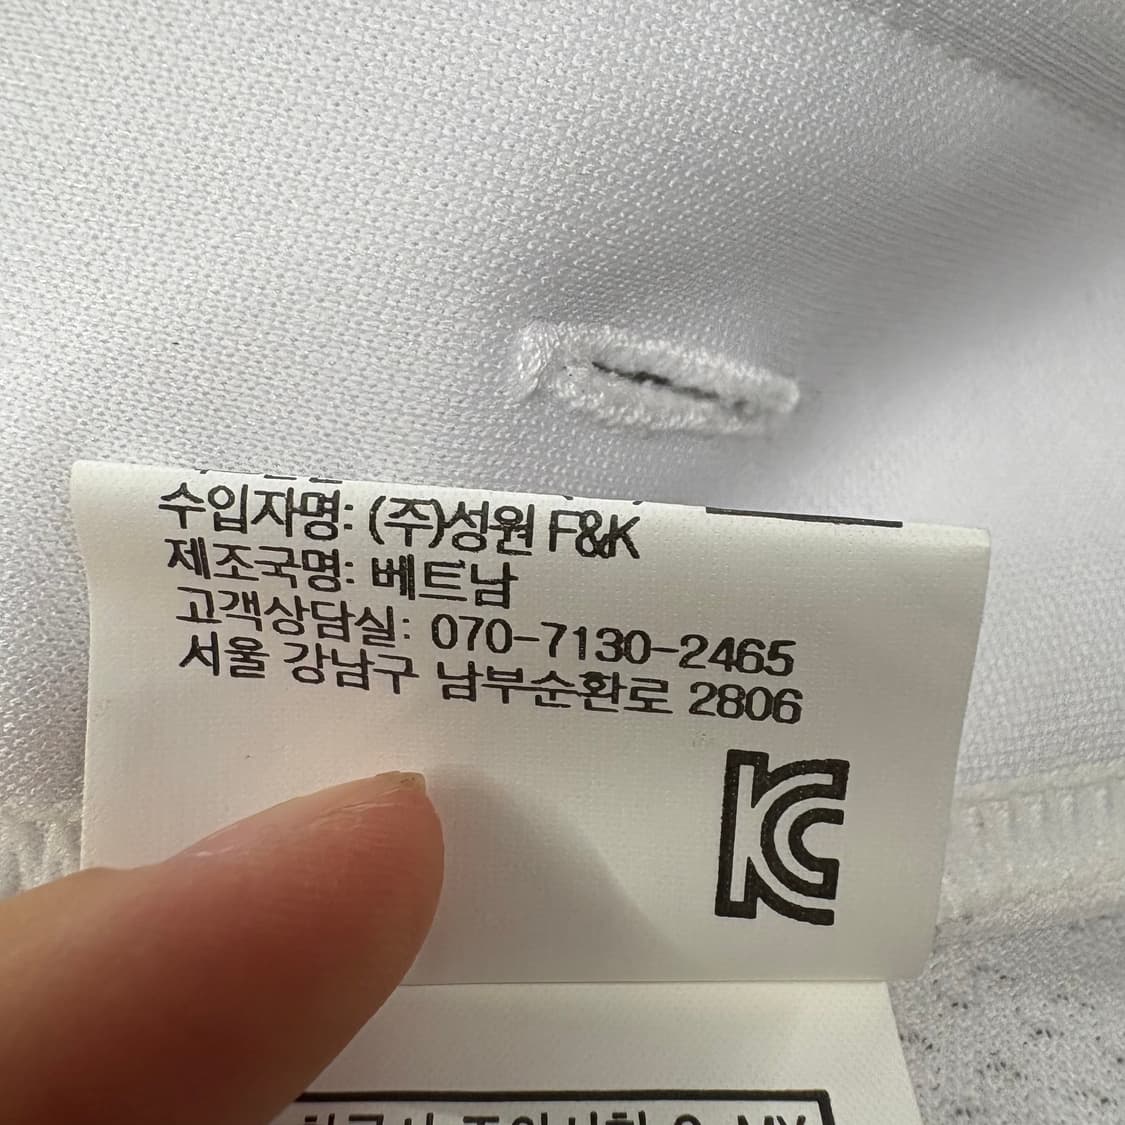 수입자명: (주)성원 F&K
제조국명: 베트남
고객상담실: 070-7130-2465
서울 강남구 남부순환로 2806
KC